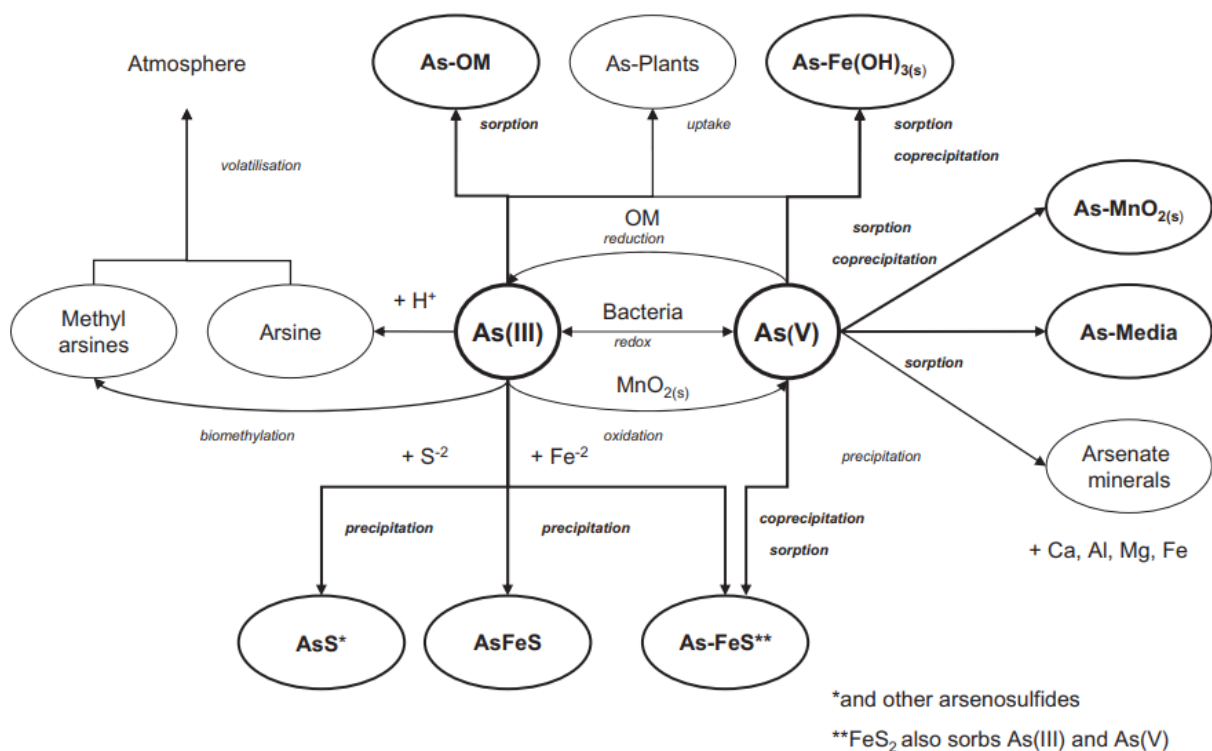 Atmosphere
As-OM
As-Plants
As-Fe(OH)3(s)
sorption
uptake
sorption
coprecipitation
volatilisation
As-MnO2(s)
OM
reduction
sorption
coprecipitation
+ H+
Methyl
arsines
Arsine
As(III)
Bacteria
redox
As(V)
As-Media
sorption
MnO2(s)
biomethylation
oxidation
+ S-2
+ Fe-2
precipitation
Arsenate
minerals
precipitation
precipitation
coprecipitation
sorption
+ Ca, Al, Mg, Fe
AsS*
AsFeS
As-FeS**
*and other arsenosulfides
**FeS2 also sorbs As(III) and As(V)